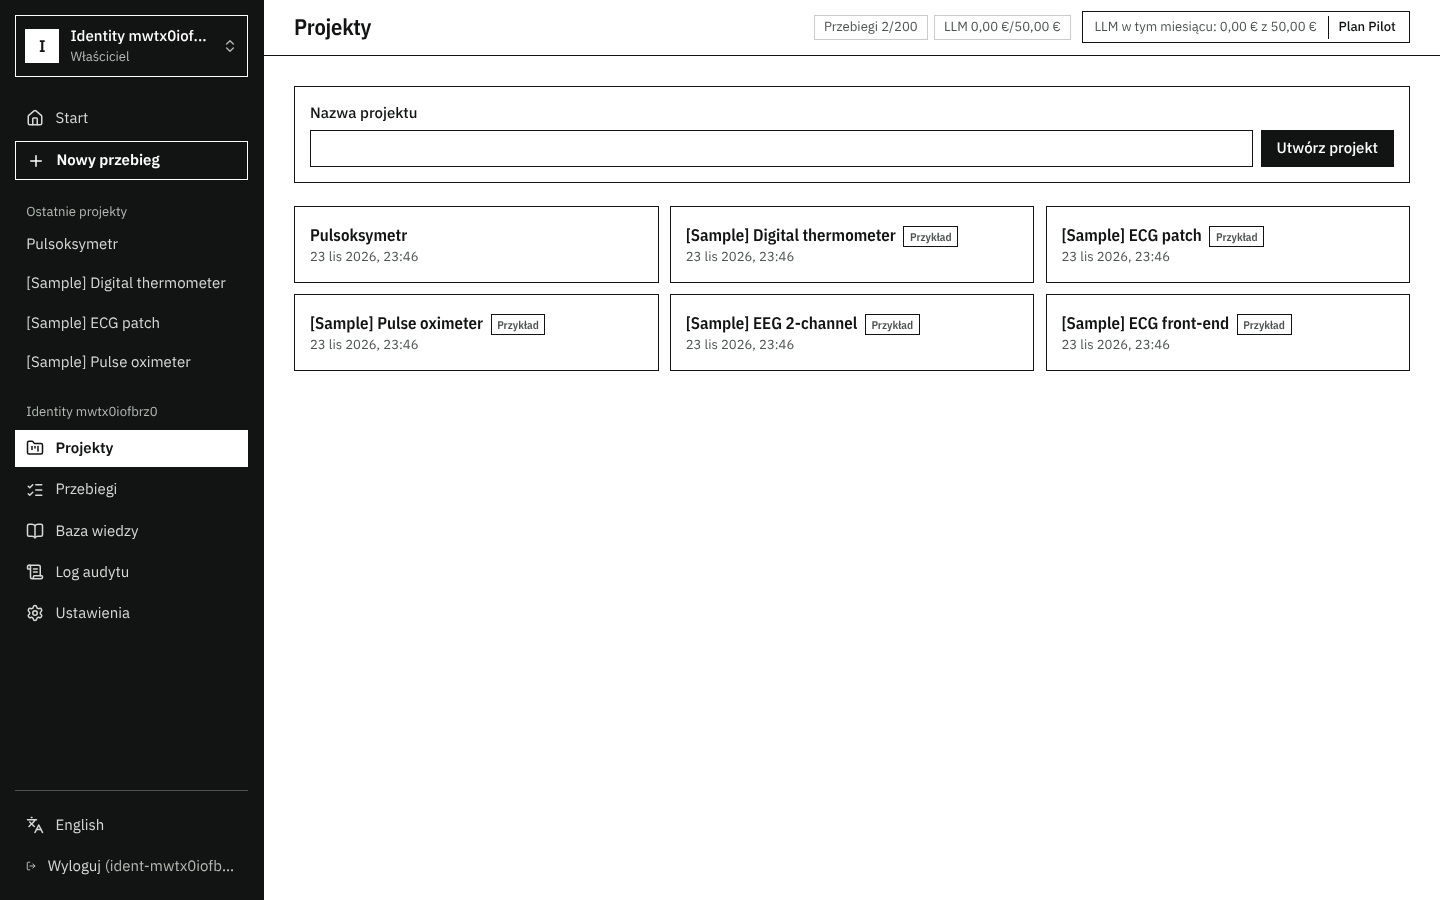 I
Identity mwtx0iof...
Właściciel
Start
Nowy przebieg
Ostatnie projekty
Pulsoksymetr
[Sample] Digital thermometer
[Sample] ECG patch
[Sample] Pulse oximeter
Identity mwtx0iofbrz0
Projekty
Przebiegi
Baza wiedzy
Log audytu
Ustawienia
English
Wyloguj (ident-mwtx0iofb...
Projekty
Przebiegi 2/200
LLM 0,00 €/50,00 €
LLM w tym miesiącu: 0,00 € z 50,00 €
Plan Pilot
Nazwa projektu
Utwórz projekt
Pulsoksymetr
23 lis 2026, 23:46
[Sample] Digital thermometer Przykład
23 lis 2026, 23:46
[Sample] ECG patch Przykład
23 lis 2026, 23:46
[Sample] Pulse oximeter Przykład
23 lis 2026, 23:46
[Sample] EEG 2-channel Przykład
23 lis 2026, 23:46
[Sample] ECG front-end Przykład
23 lis 2026, 23:46